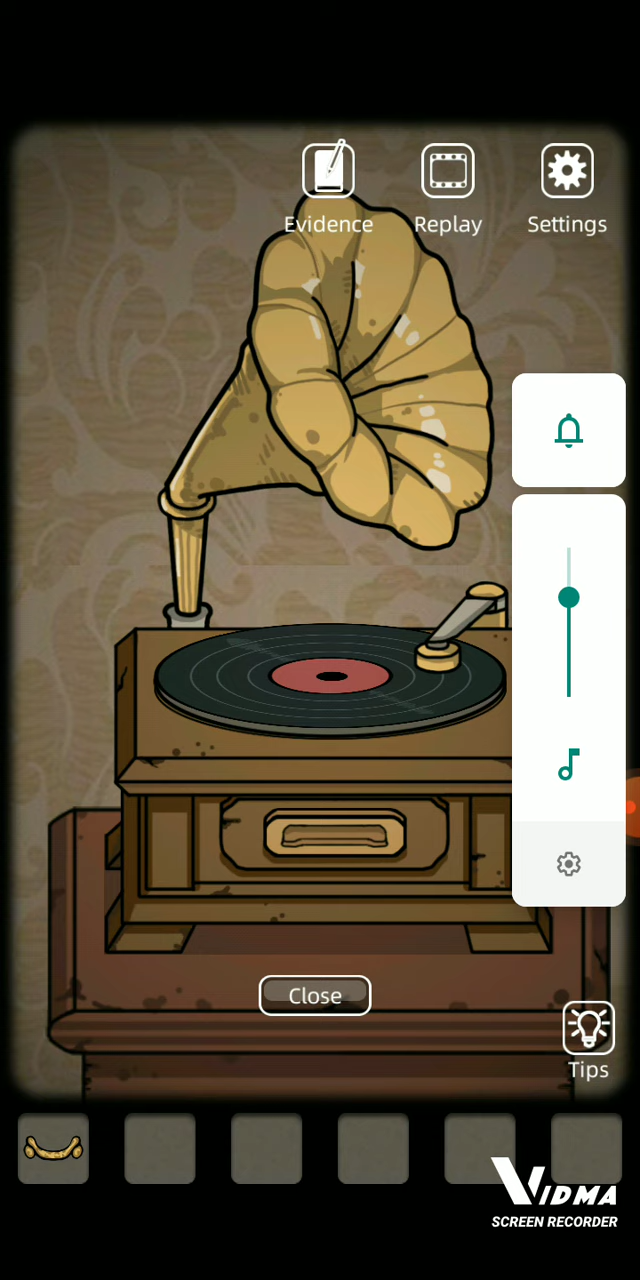 Evidence
Replay
Settings
Close
Tips
VIDMA
SCREEN RECORDER